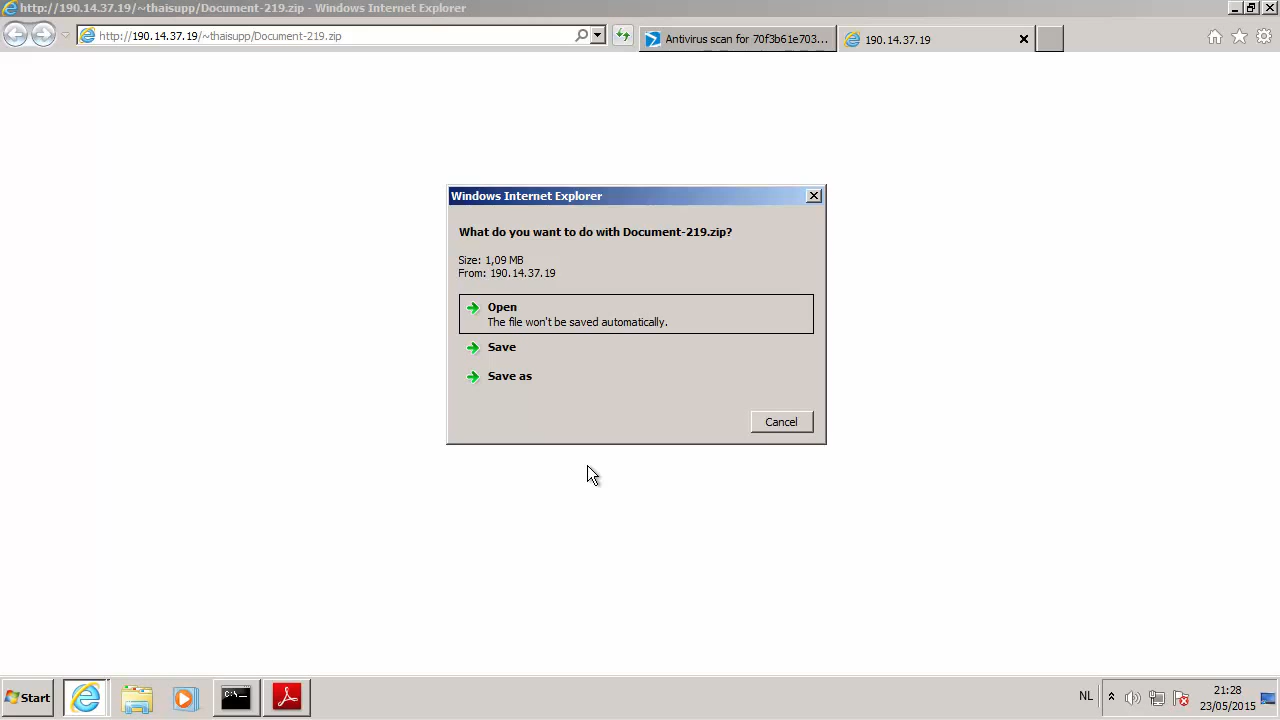 http://190.14.37.19/~thaisupp/Document-219.zip - Windows Internet Explorer
http://190.14.37.19/~thaisupp/Document-219.zip
Antivirus scan for 70f3b61e703...
190.14.37.19
Windows Internet Explorer
What do you want to do with Document-219.zip?
Size: 1,09 MB
From: 190.14.37.19
Open
The file won't be saved automatically.
Save
Save as
Cancel
Start
C:\
NL
21:28
23/05/2015